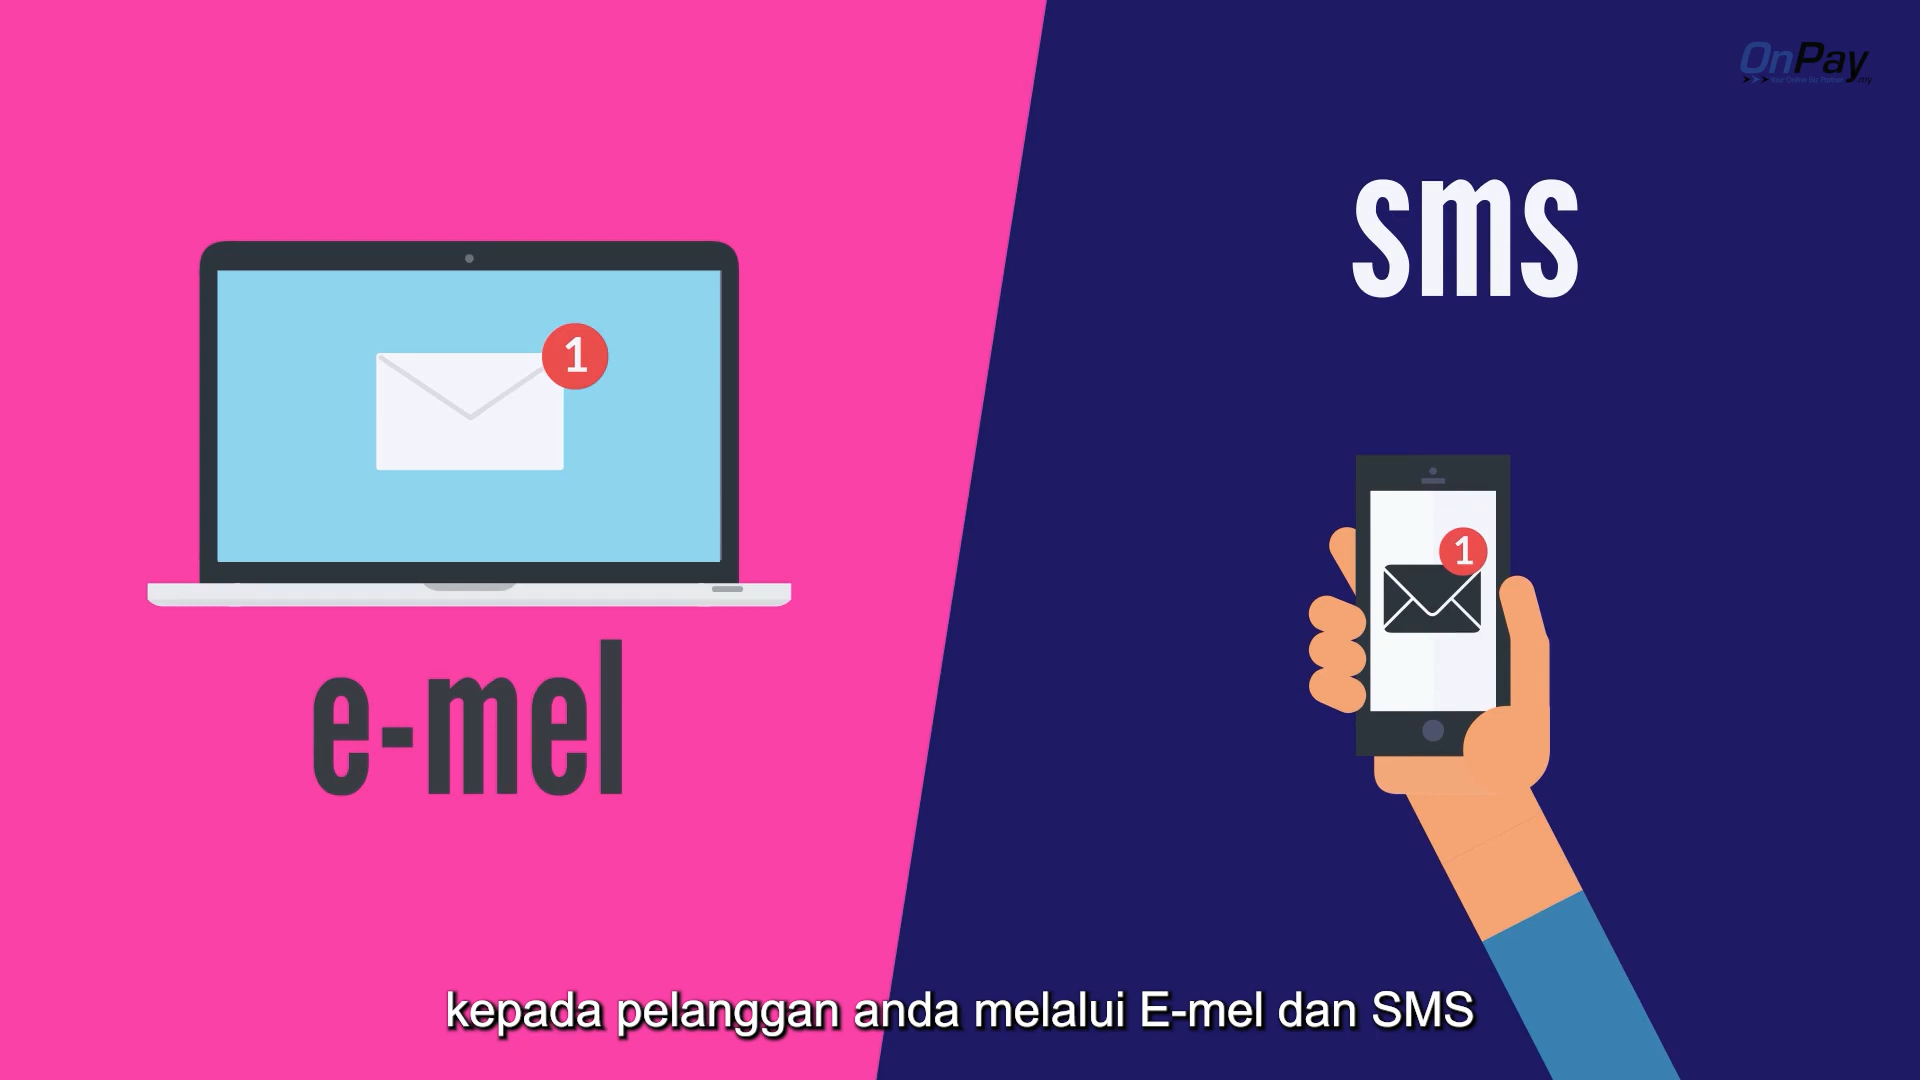 OnPay
sms
1
1
e-mel
kepada pelanggan anda melalui E-mel dan SMS